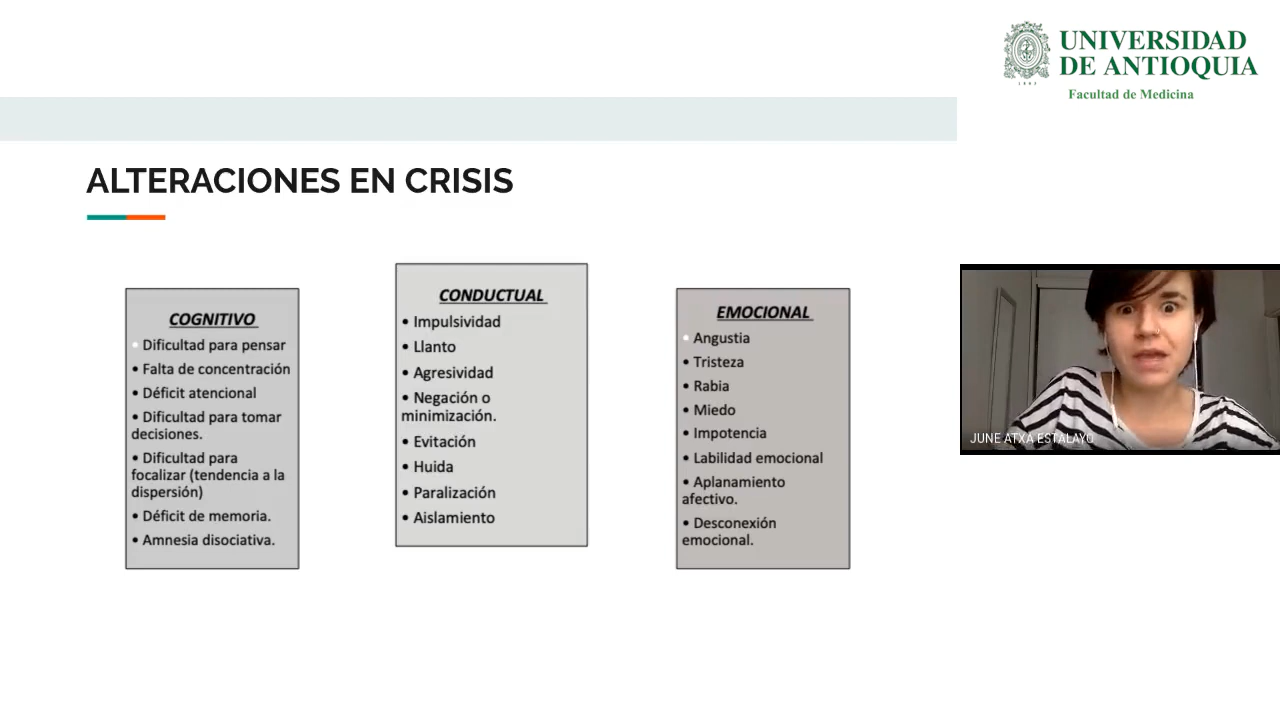 UNIVERSIDAD
DE ANTIOQUIA
Facultad de Medicina
ALTERACIONES EN CRISIS
COGNITIVO
• Dificultad para pensar
• Falta de concentración
• Déficit atencional
• Dificultad para tomar
decisiones.
• Dificultad para
focalizar (tendencia a la
dispersión)
• Déficit de memoria.
• Amnesia disociativa.
CONDUCTUAL
• Impulsividad
• Llanto
• Agresividad
• Negación o
minimización.
• Evitación
• Huida
• Paralización
• Aislamiento
EMOCIONAL
• Angustia
• Tristeza
• Rabia
• Miedo
• Impotencia
• Labilidad emocional
• Aplanamiento
afectivo.
• Desconexión
emocional.
JUNE ATXA ESTALAYO